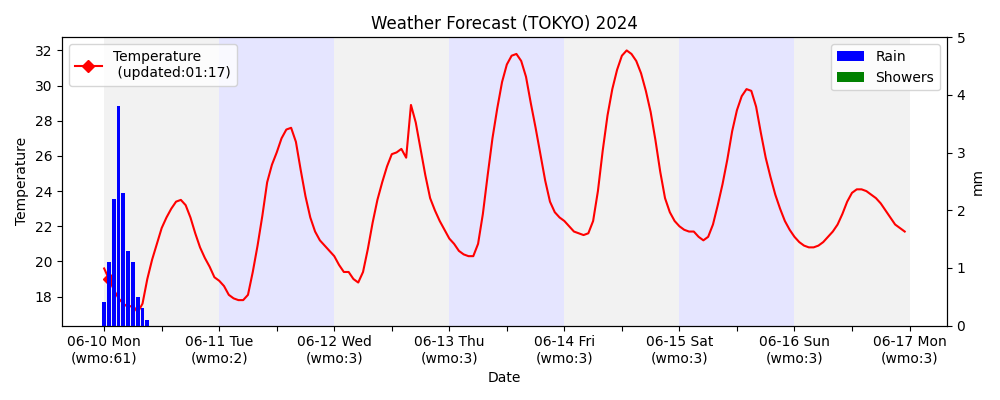 Weather Forecast (TOKYO) 2024
Temperature
(updated:01:17)
Rain
Showers
Temperature
32
30
28
26
24
22
20
18
5
4
3
2
1
0
mm
06-10 Mon
(wmo:61)
06-11 Tue
(wmo:2)
06-12 Wed
(wmo:3)
06-13 Thu
(wmo:3)
06-14 Fri
(wmo:3)
06-15 Sat
(wmo:3)
06-16 Sun
(wmo:3)
06-17 Mon
(wmo:3)
Date